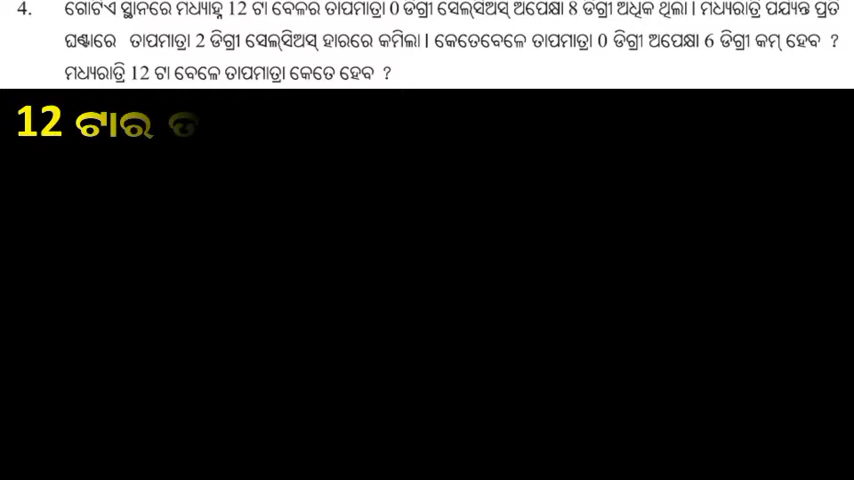 4. ଗୋଟିଏ ସ୍ଥାନରେ ମଧ୍ୟାହ୍ନ 12 ଟା ବେଳର ତାପମାତ୍ରା 0 ଡିଗ୍ରୀ ସେଲ୍‌ସିଅସ୍ ଅପେକ୍ଷା 8 ଡିଗ୍ରୀ ଅଧିକ ଥିଲା । ମଧ୍ୟରାତ୍ରି ପର୍ଯ୍ୟନ୍ତ ପ୍ରତି
ଘଣ୍ଟାରେ ତାପମାତ୍ରା 2 ଡିଗ୍ରୀ ସେଲ୍‌ସିଅସ୍ ହାରରେ କମିଲା । କେତେବେଳେ ତାପମାତ୍ରା 0 ଡିଗ୍ରୀ ଅପେକ୍ଷା 6 ଡିଗ୍ରୀ କମ୍ ହେବ ?
ମଧ୍ୟରାତ୍ରି 12 ଟା ବେଳେ ତାପମାତ୍ରା କେତେ ହେବ ?
12 ଟାର